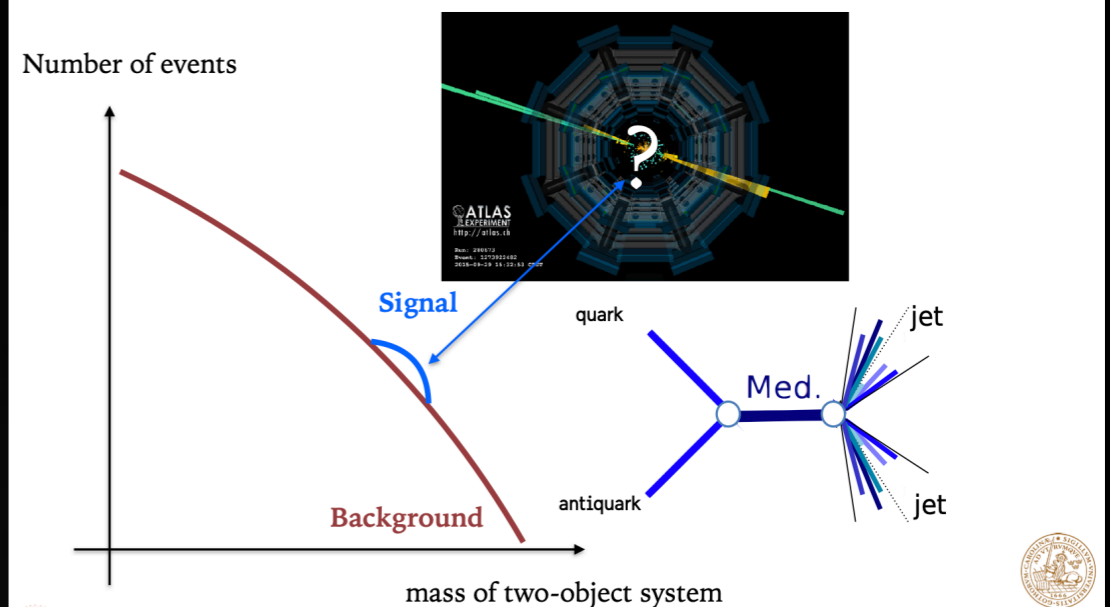 Number of events
?
ATLAS
EXPERIMENT
http://atlas.ch
Signal
quark
jet
Med.
antiquark
jet
Background
mass of two-object system